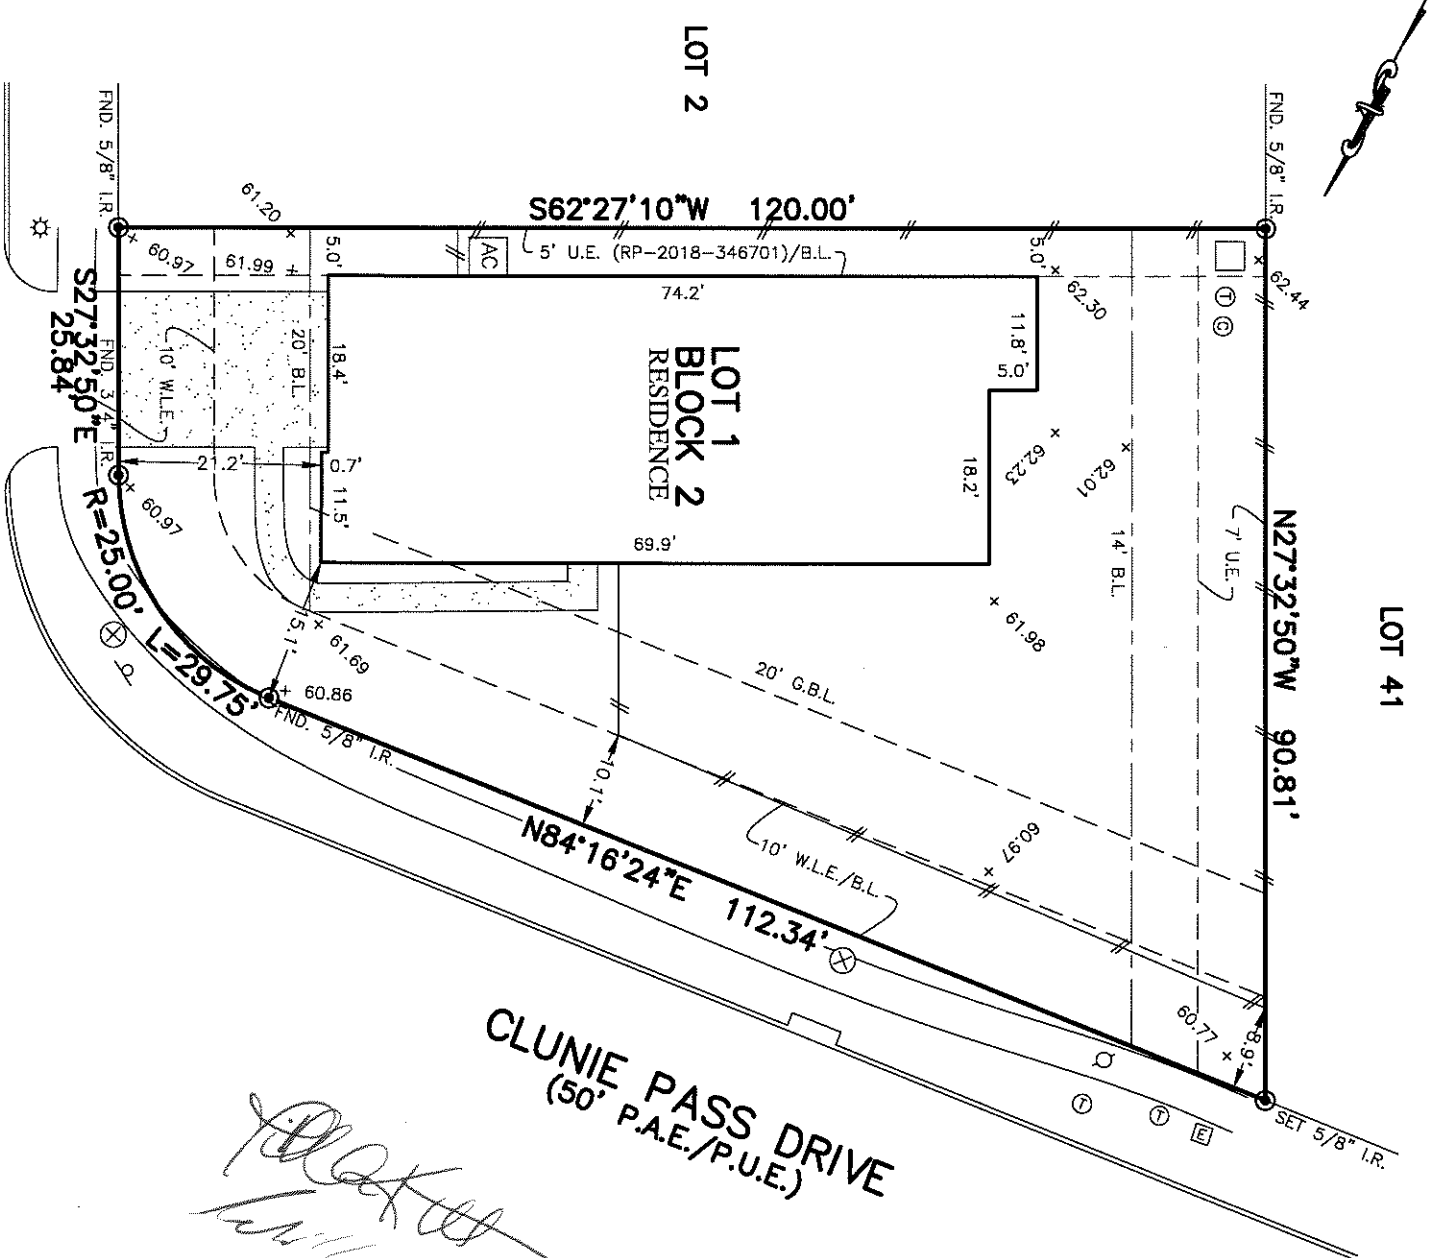 LOT 2
FND. 5/8" I.R.
FND. 5/8" I.R.
S62°27'10"W 120.00'
61.20
60.97
61.99
5.0'
AC
5' U.E. (RP-2018-346701)/B.L.
5.0'
62.30
62.44
T
C
74.2'
11.8'
5.0'
S27°32'50"E
25.84'
FND. 3/4" I.R.
10' W.L.E.
20' B.L.
18.4'
LOT 1
BLOCK 2
RESIDENCE
62.23
62.01
18.2'
21.2'
0.7'
11.5'
69.9'
14' B.L.
7' U.E.
N27°32'50"W 90.81'
LOT 41
60.97
R=25.00' L=29.75'
15.1'
61.69
60.86
FND. 5/8" I.R.
61.98
20' G.B.L.
10.1'
N84°16'24"E 112.34'
10' W.L.E./B.L.
60.97
60.77
8.9'
SET 5/8" I.R.
T
T
E
CLUNIE PASS DRIVE
(50' P.A.E./P.U.E.)